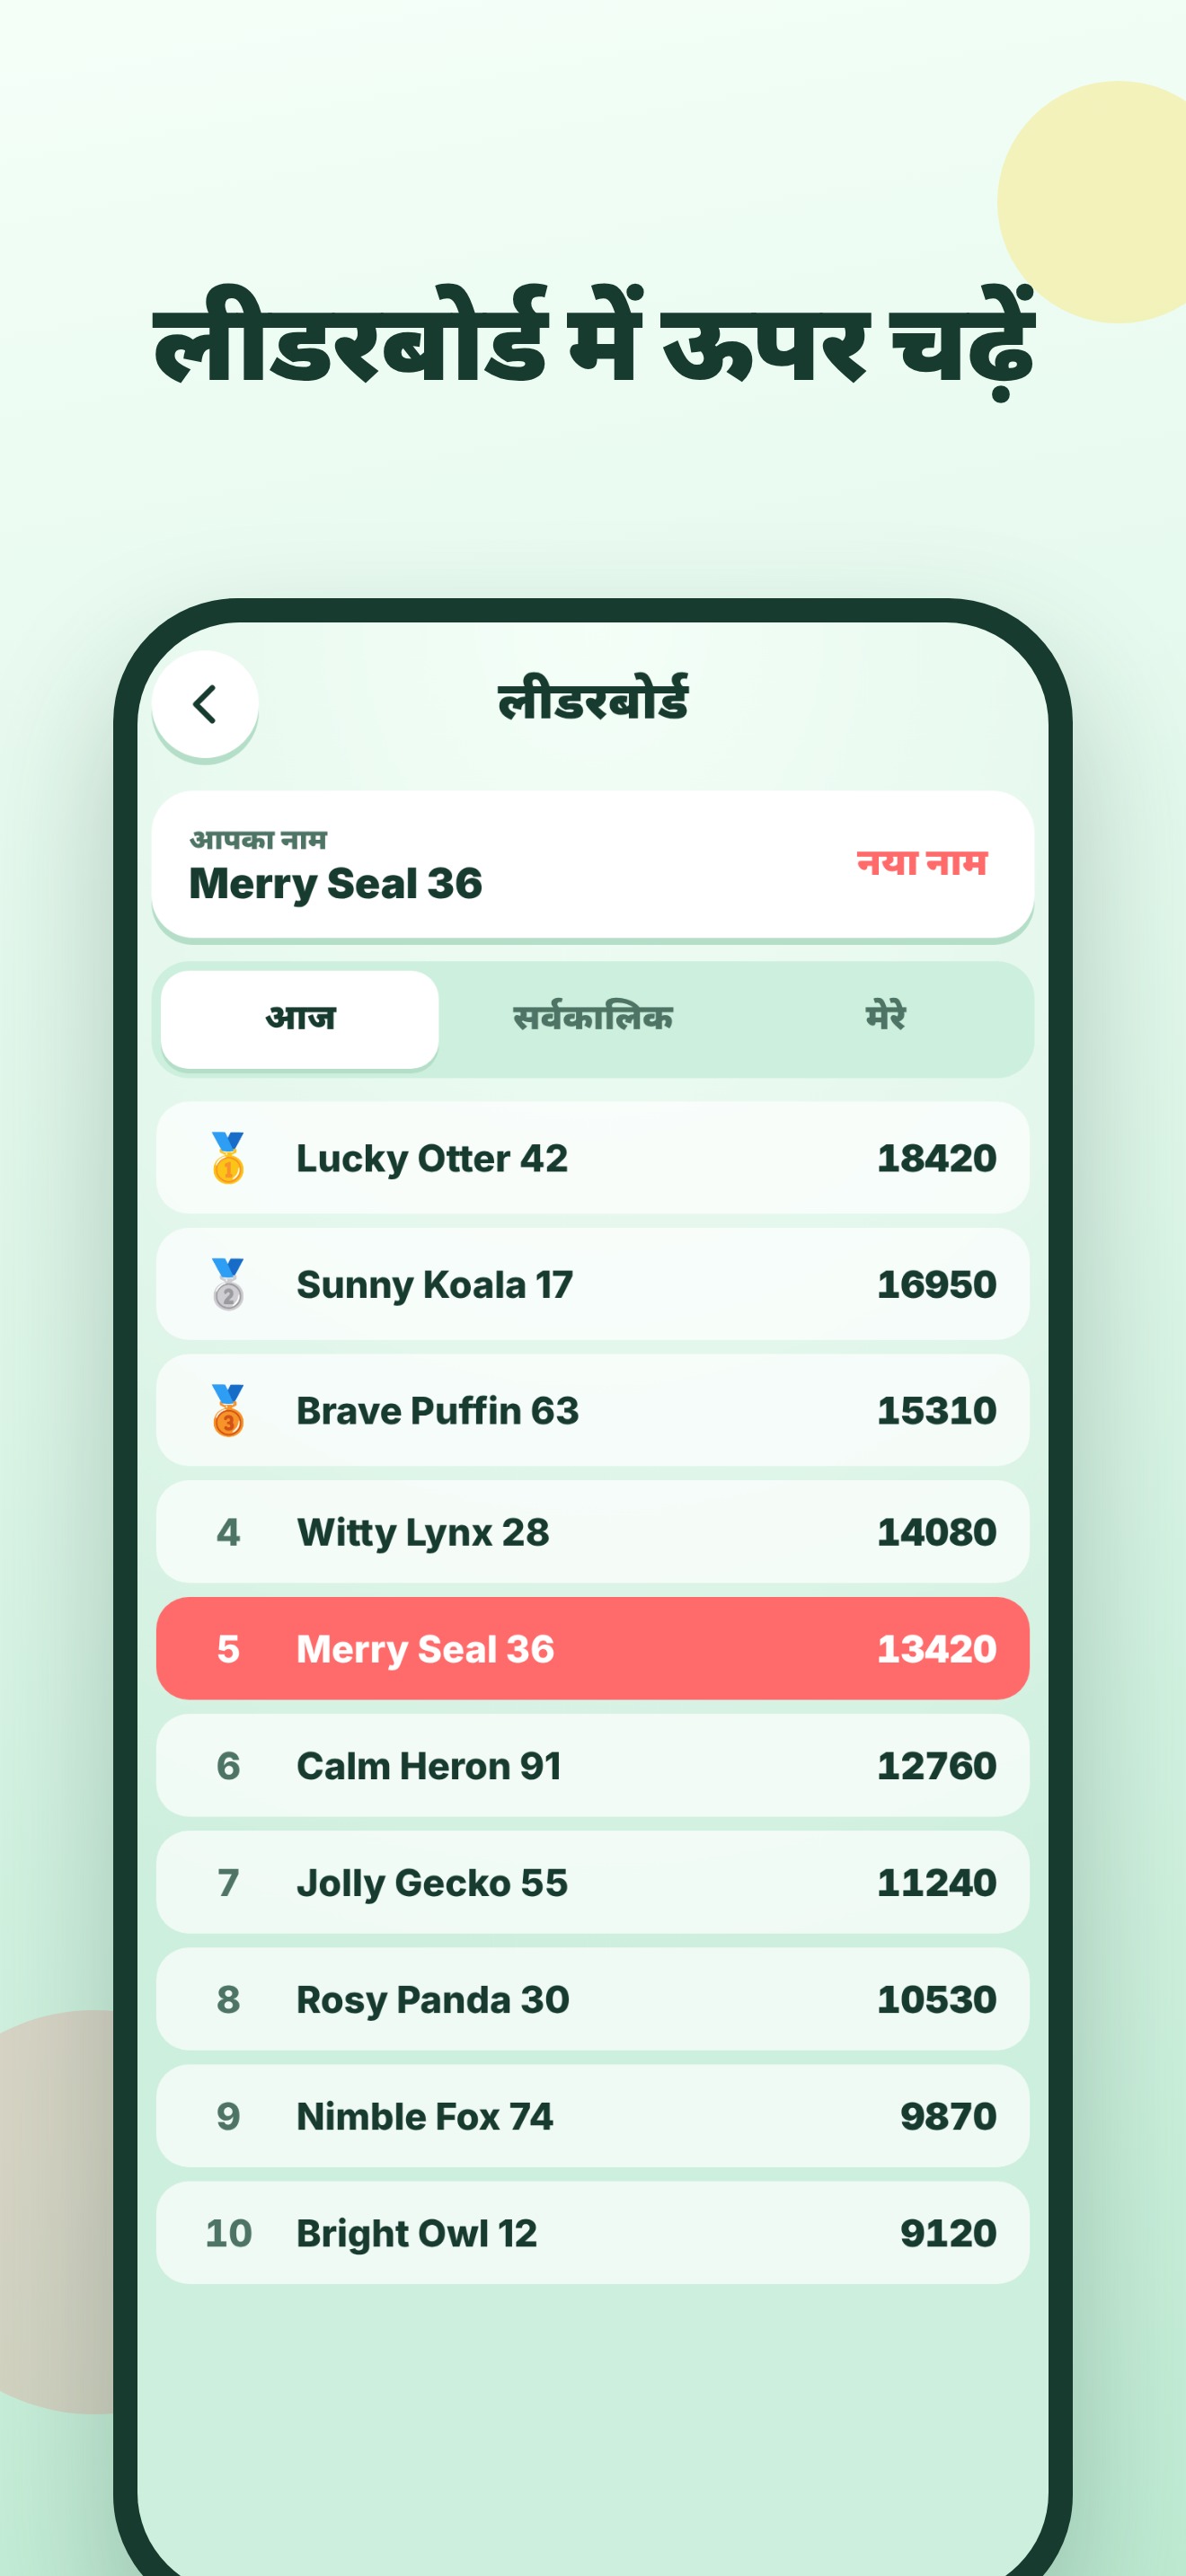 लीडरबोर्ड में ऊपर चढ़ें
लीडरबोर्ड
आपका नाम
Merry Seal 36
नया नाम
आज सर्वकालिक मेरे
1 Lucky Otter 42 18420
2 Sunny Koala 17 16950
3 Brave Puffin 63 15310
4 Witty Lynx 28 14080
5 Merry Seal 36 13420
6 Calm Heron 91 12760
7 Jolly Gecko 55 11240
8 Rosy Panda 30 10530
9 Nimble Fox 74 9870
10 Bright Owl 12 9120